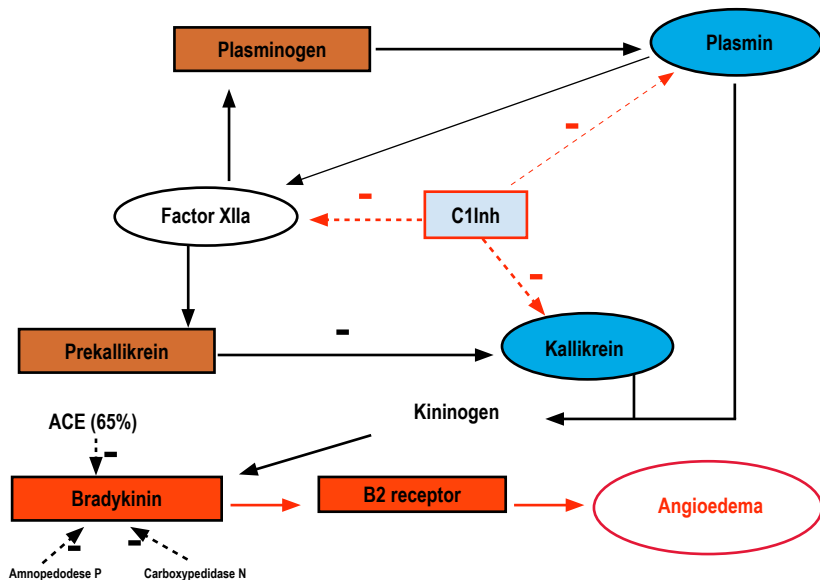 Plasminogen
Plasmin
Factor XIIa
C1Inh
Prekallikrein
Kallikrein
Kininogen
ACE (65%)
Bradykinin
B2 receptor
Angioedema
Amnopedodese P
Carboxypedidase N